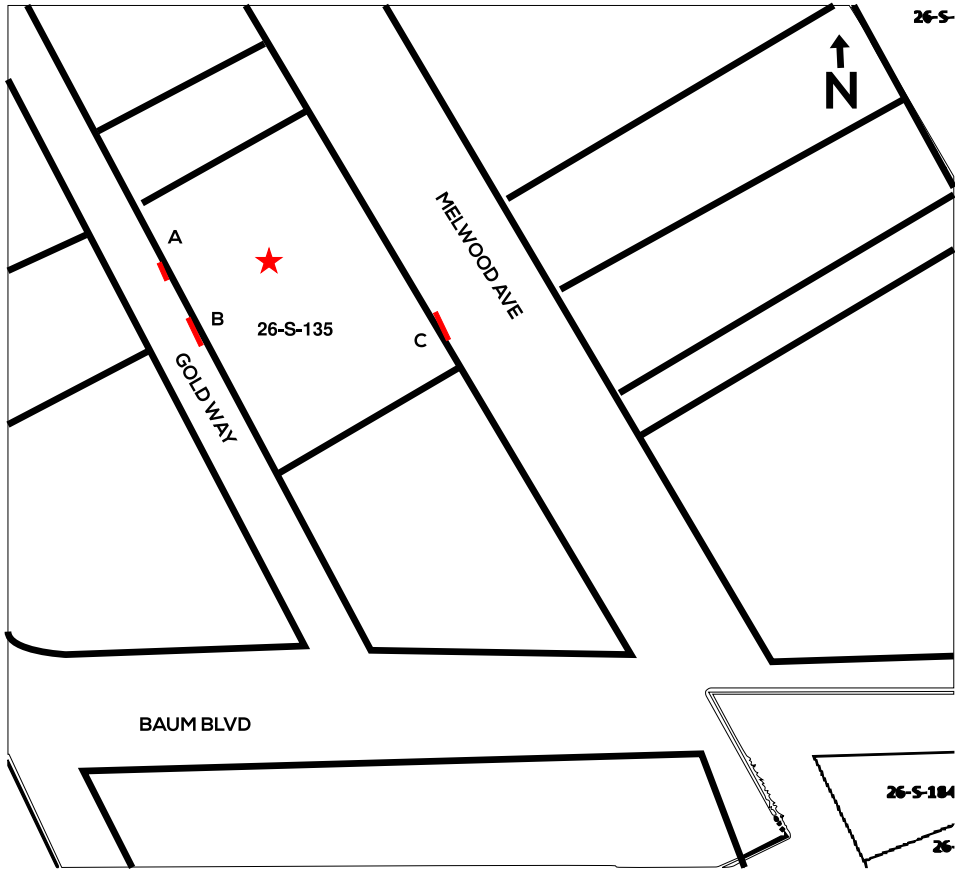 26-S-
N
MELWOOD AVE
A
B
26-S-135
C
GOLD WAY
BAUM BLVD
26-S-184
26-